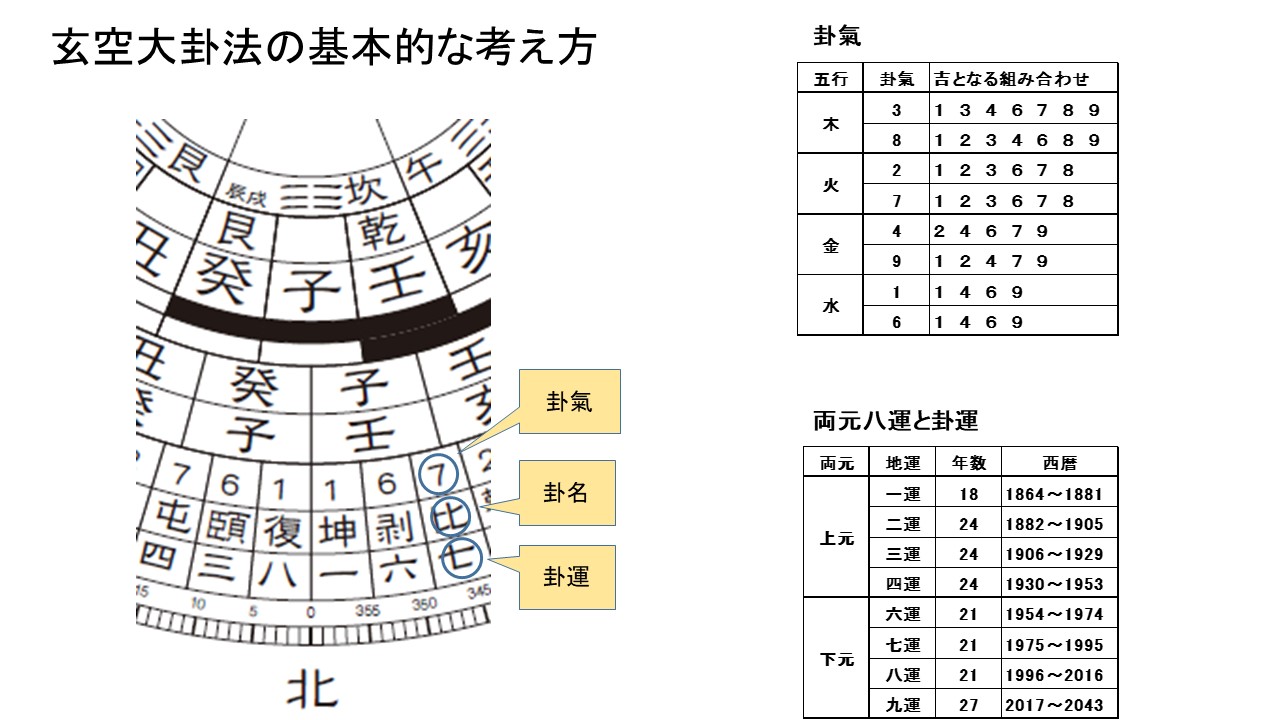 玄空大卦法の基本的な考え方
艮 辰戌 坎 午
艮 乾
丑 癸 子 壬 亥
丑 癸 子 壬
子 壬
7 6 1 1 6 7 2
屯 頤 復 坤 剥 比
四 三 八 一 六 七
15 10 5 0 355 350 345
北
卦氣
卦名
卦運
卦氣
五行 卦氣 吉となる組み合わせ
木 3 1 3 4 6 7 8 9
8 1 2 3 4 6 8 9
火 2 1 2 3 6 7 8
7 1 2 3 6 7 8
金 4 2 4 6 7 9
9 1 2 4 7 9
水 1 1 4 6 9
6 1 4 6 9
両元八運と卦運
両元 地運 年数 西暦
上元 一運 18 1864～1881
二運 24 1882～1905
三運 24 1906～1929
四運 24 1930～1953
下元 六運 21 1954～1974
七運 21 1975～1995
八運 21 1996～2016
九運 27 2017～2043